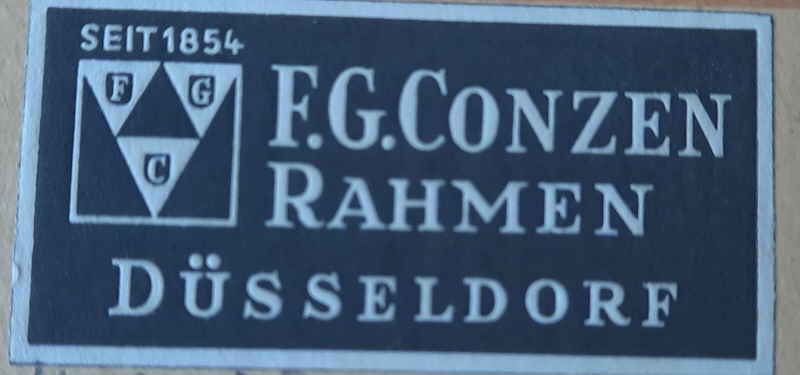 SEIT 1854
F G
C
F.G. CONZEN
RAHMEN
DÜSSELDORF